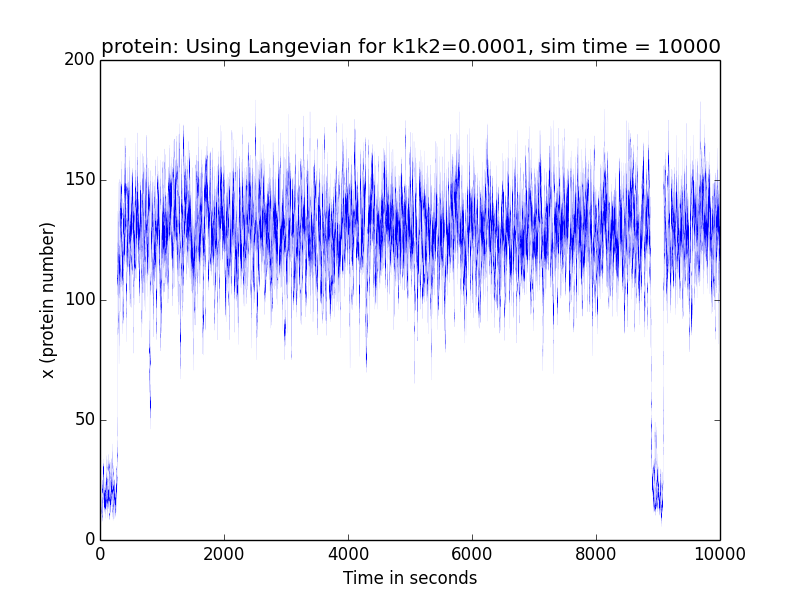 protein: Using Langevian for k1k2=0.0001, sim time = 10000
200
150
100
50
0
x (protein number)
0 2000 4000 6000 8000 10000
Time in seconds